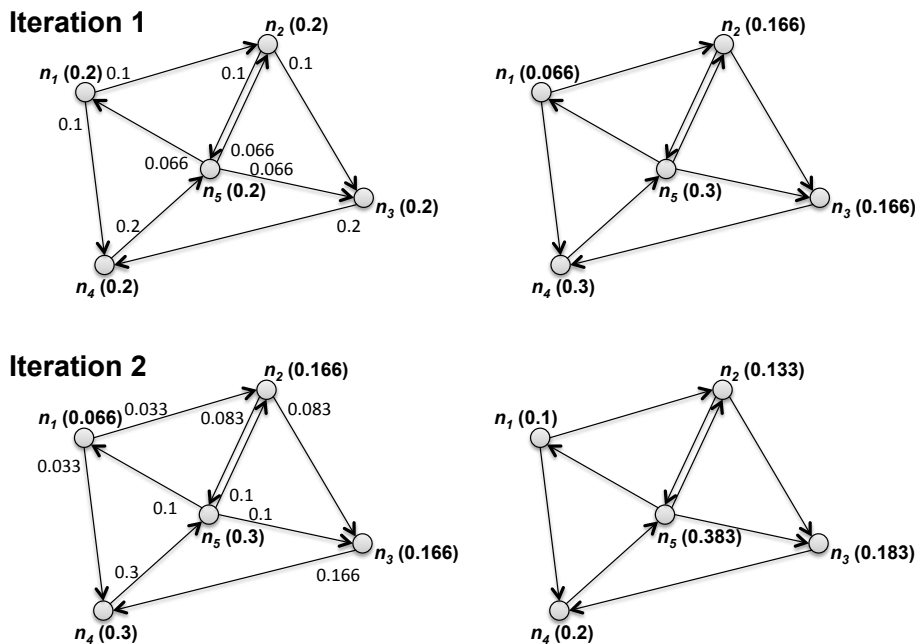 Iteration 1
n2 (0.2)
n1 (0.2)
0.1
0.1
0.1
0.1
0.066
0.066
0.066
n5 (0.2)
n3 (0.2)
0.2
0.2
n4 (0.2)
n2 (0.166)
n1 (0.066)
n5 (0.3)
n3 (0.166)
n4 (0.3)
Iteration 2
n2 (0.166)
n1 (0.066)
0.033
0.083
0.083
0.033
0.1
0.1
0.1
n5 (0.3)
n3 (0.166)
0.3
0.166
n4 (0.3)
n2 (0.133)
n1 (0.1)
n5 (0.383)
n3 (0.183)
n4 (0.2)